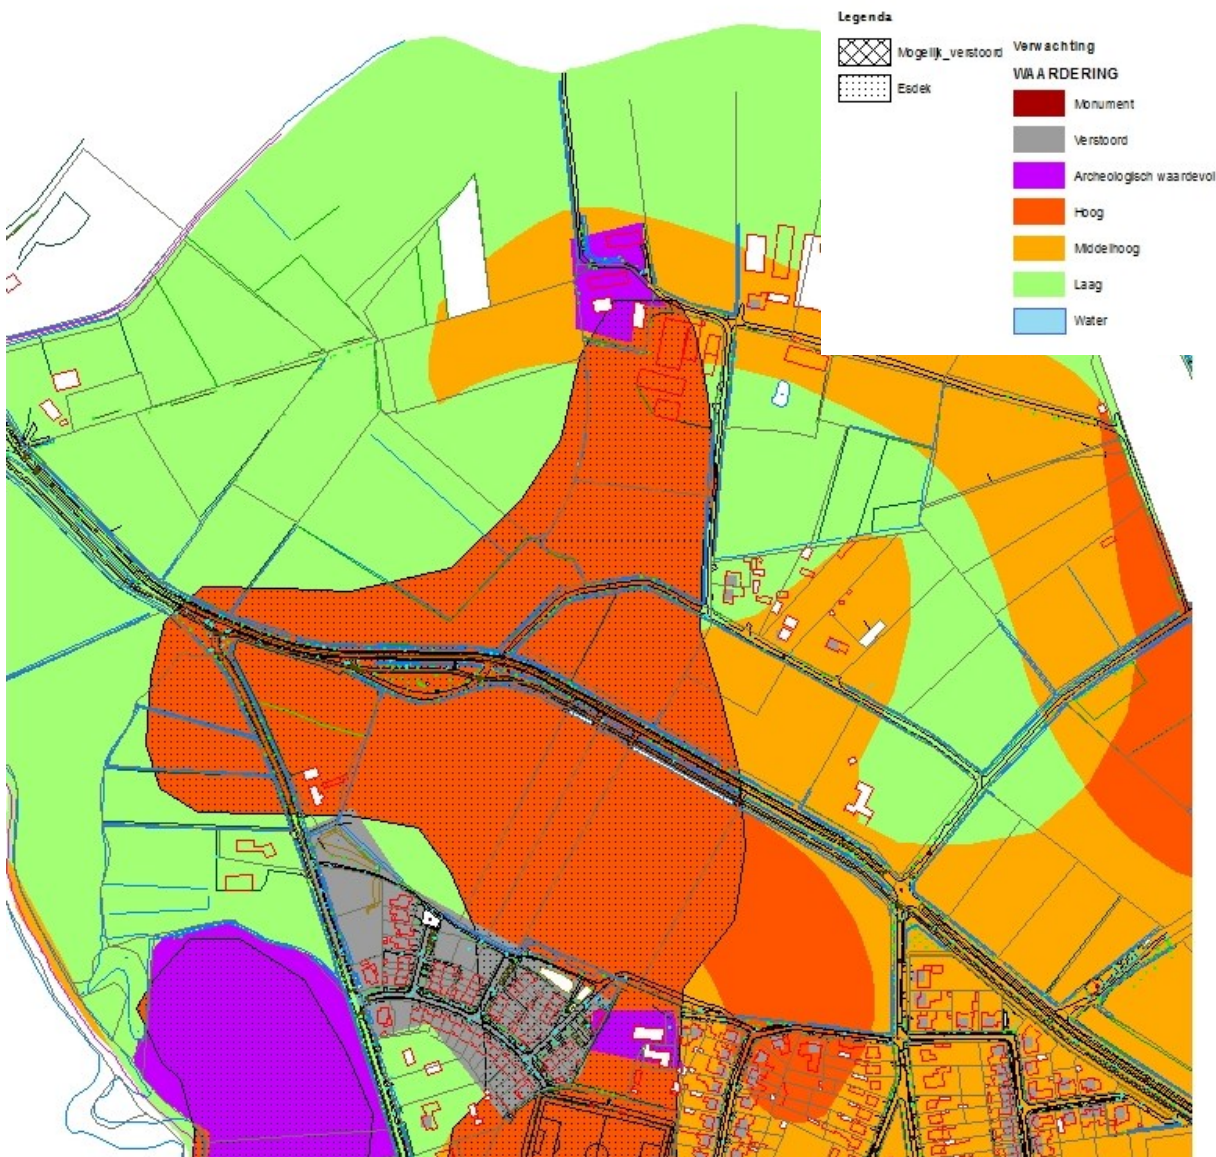 Legenda
Mogelijk_verstoord
Esdek
Verwachting
WAARDERING
Monument
Verstoord
Archeologisch waardevol
Hoog
Middelhoog
Laag
Water